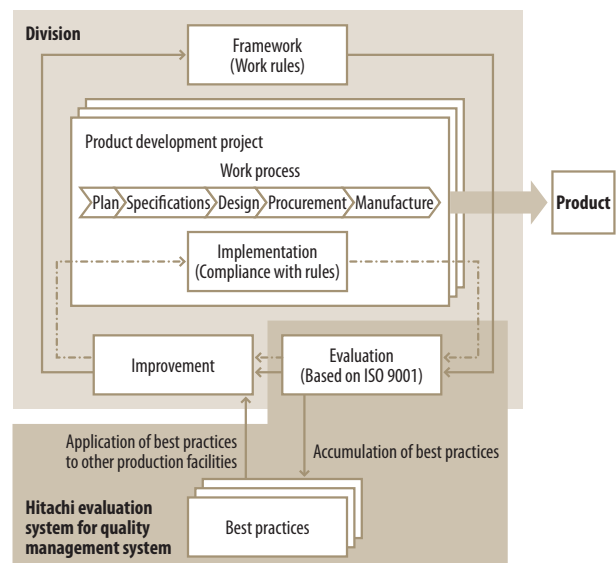 Division
Framework
(Work rules)
Product development project
Work process
Plan Specifications Design Procurement Manufacture
Product
Implementation
(Compliance with rules)
Improvement
Evaluation
(Based on ISO 9001)
Application of best practices
to other production facilities
Accumulation of best practices
Hitachi evaluation
system for quality
management system
Best practices